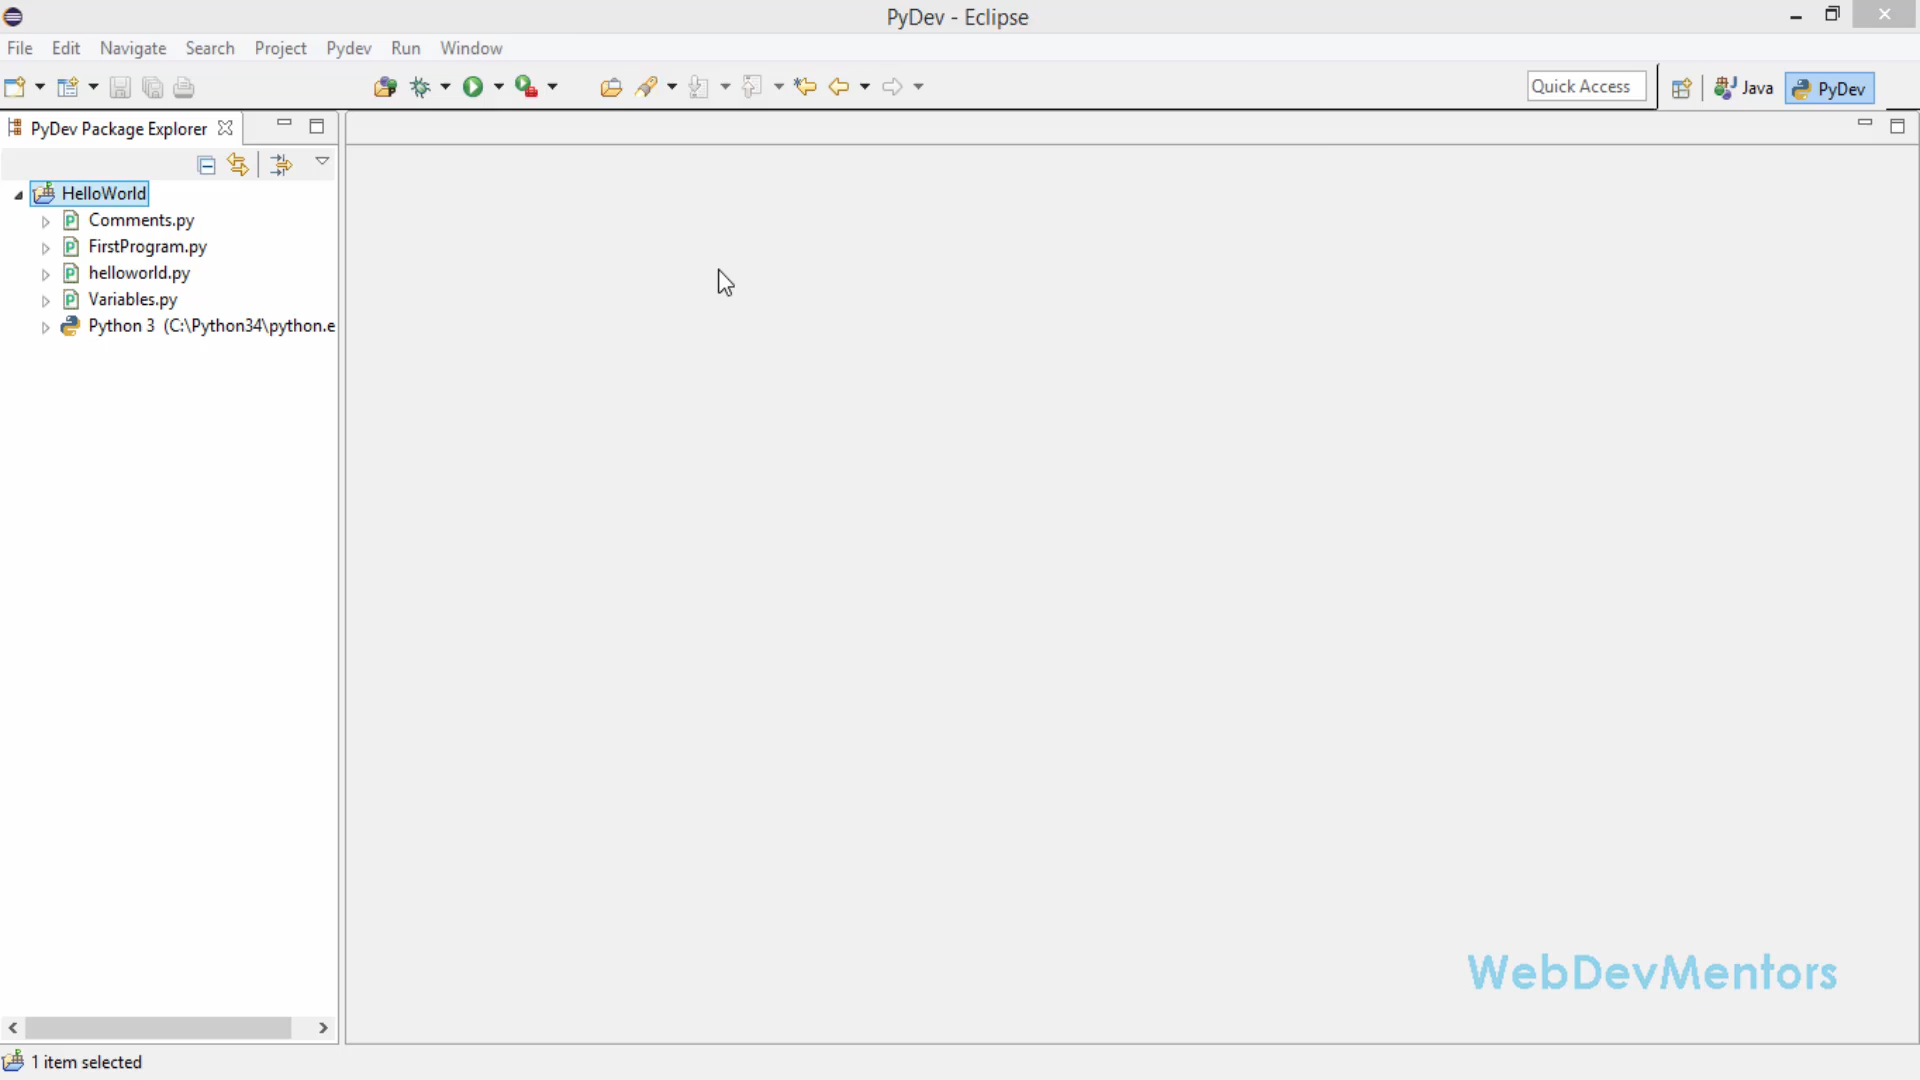 PyDev - Eclipse
File Edit Navigate Search Project Pydev Run Window
Quick Access Java PyDev
PyDev Package Explorer
HelloWorld
Comments.py
FirstProgram.py
helloworld.py
Variables.py
Python 3 (C:\Python34\python.e
WebDevMentors
1 item selected